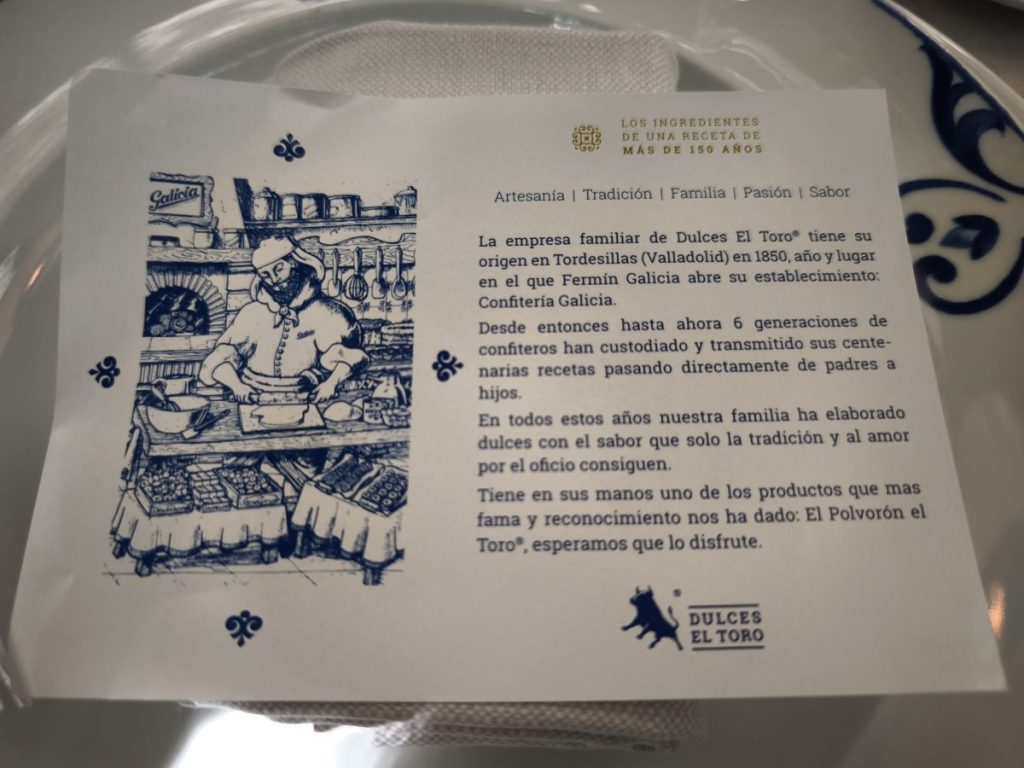 Galicia
LOS INGREDIENTES
DE UNA RECETA DE
MÁS DE 150 AÑOS
Artesanía | Tradición | Familia | Pasión | Sabor
La empresa familiar de Dulces El Toro® tiene su
origen en Tordesillas (Valladolid) en 1850, año y lugar
en el que Fermín Galicia abre su establecimiento:
Confitería Galicia.
Desde entonces hasta ahora 6 generaciones de
confiteros han custodiado y transmitido sus cente-
narias recetas pasando directamente de padres a
hijos.
En todos estos años nuestra familia ha elaborado
dulces con el sabor que solo la tradición y al amor
por el oficio consiguen.
Tiene en sus manos uno de los productos que mas
fama y reconocimiento nos ha dado: El Polvorón el
Toro®, esperamos que lo disfrute.
®
DULCES
EL TORO